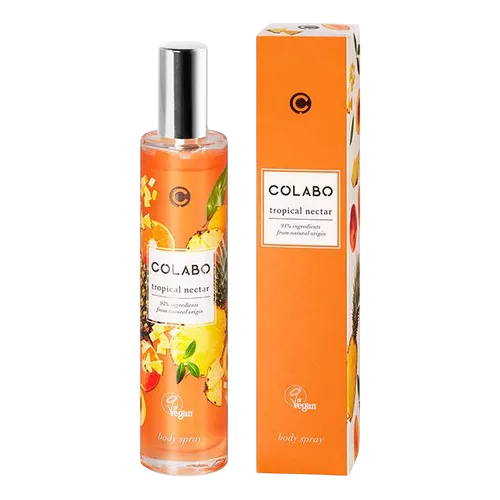 COLABO
tropical nectar
90% ingredients
from natural origin
Vegan
body spray
COLABO
tropical nectar
93% ingredients
from natural origin
Vegan
body spray